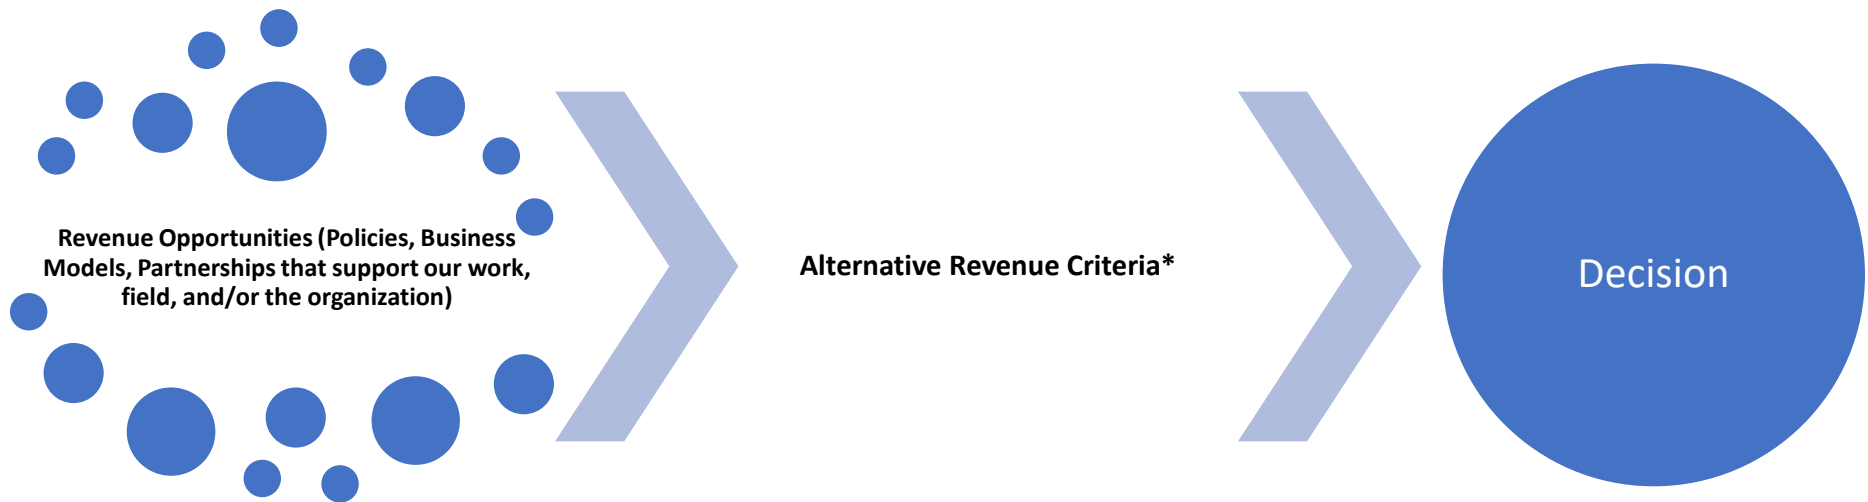 Revenue Opportunities (Policies, Business
Models, Partnerships that support our work,
field, and/or the organization)
Alternative Revenue Criteria*
Decision